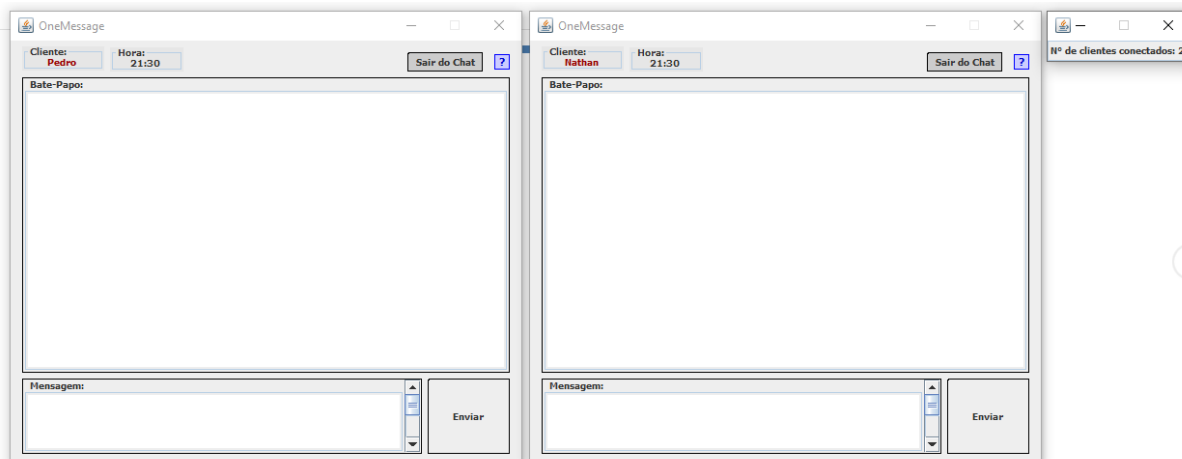 OneMessage
Cliente: Hora:
Pedro 21:30
Sair do Chat ?
Bate-Papo:
Mensagem:
Enviar
OneMessage
Cliente: Hora:
Nathan 21:30
Sair do Chat ?
Bate-Papo:
Mensagem:
Enviar
Nº de clientes conectados: 2